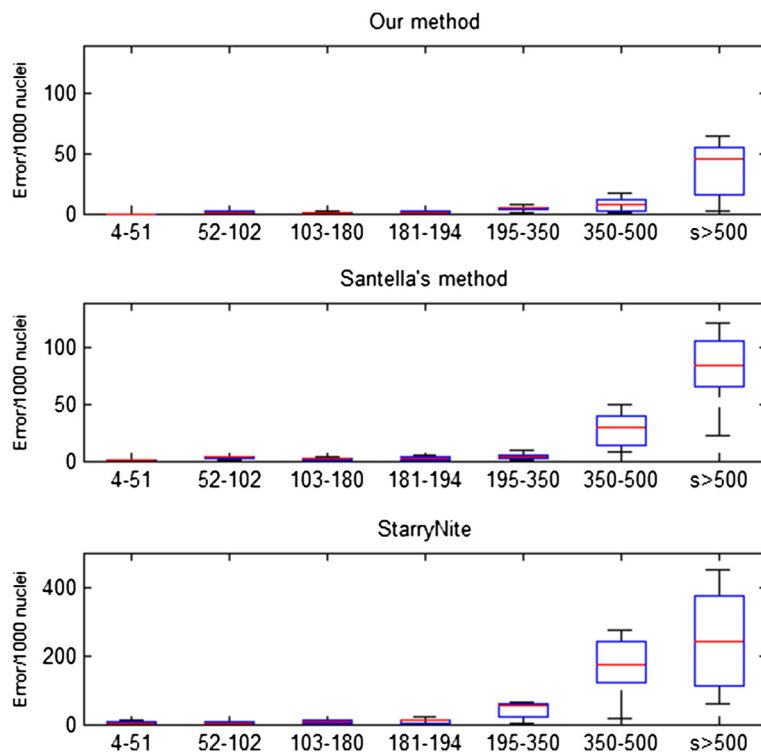 Our method
Error/1000 nuclei
100
50
0
4-51 52-102 103-180 181-194 195-350 350-500 s>500
Santella's method
Error/1000 nuclei
100
50
0
4-51 52-102 103-180 181-194 195-350 350-500 s>500
StarryNite
Error/1000 nuclei
400
200
0
4-51 52-102 103-180 181-194 195-350 350-500 s>500